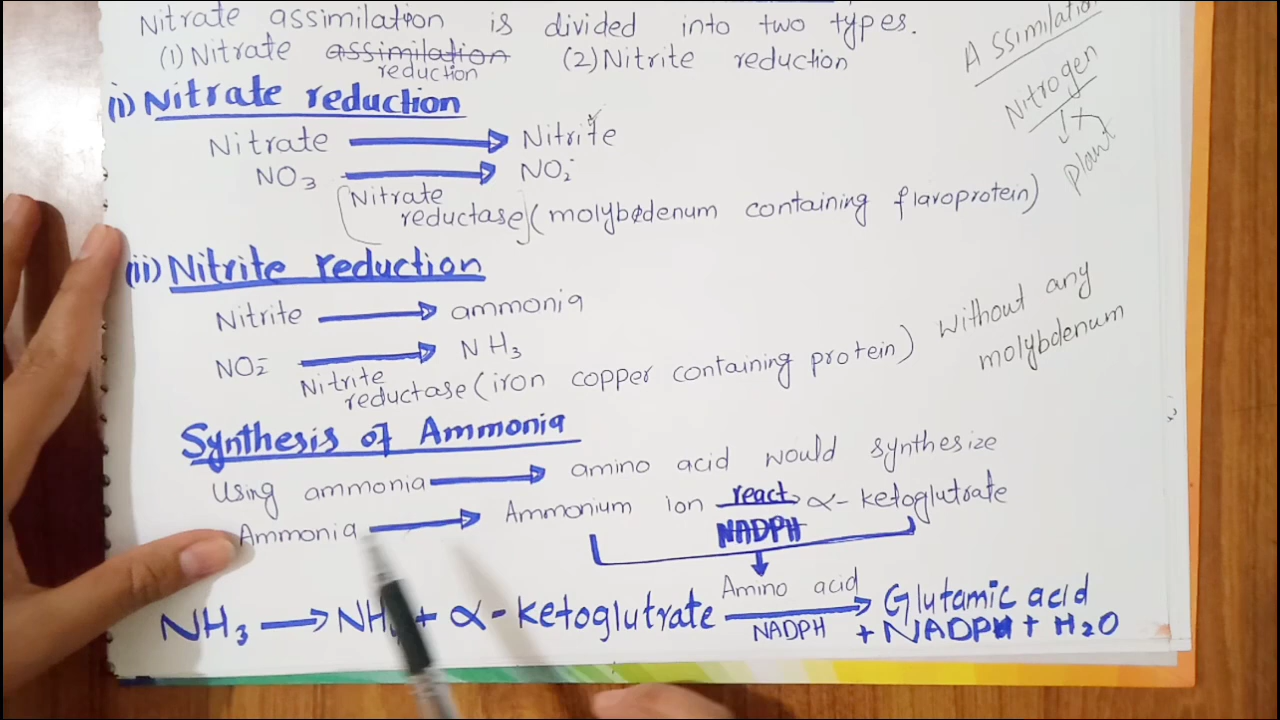 Nitrate assimilation is divided into two types.
(1) Nitrate assimilation (2) Nitrite reduction
reduction
Assimilation
Nitrogen
plant
(i) Nitrate reduction
Nitrate → Nitrite
NO3 → NO2-
Nitrate
reductase (molybdenum containing flavoprotein)
(ii) Nitrite reduction
Nitrite → ammonia
NO2- → NH3
Nitrite
reductase (iron copper containing protein)
without any
molybdenum
Synthesis of Ammonia
Using ammonia → amino acid would synthesize
Ammonia → Ammonium ion react → α-ketoglutrate
NADPH
Amino acid
NH3 → NH + α-ketoglutrate → Glutamic acid
NADPH + NADPH + H2O